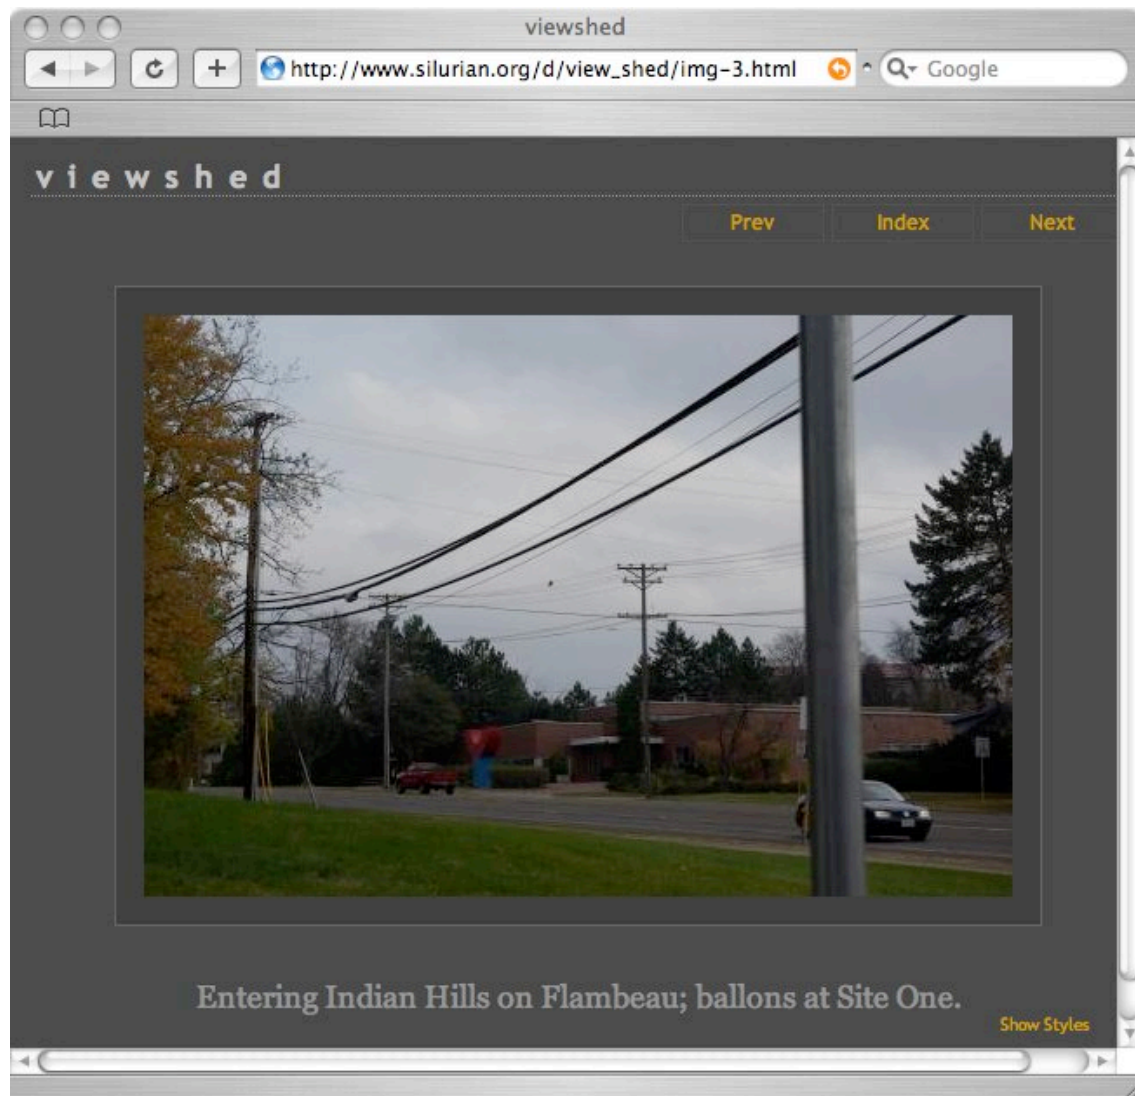 viewshed
http://www.silurian.org/d/view_shed/img-3.html
Google
viewshed
Prev Index Next
Entering Indian Hills on Flambeau; ballons at Site One.
Show Styles